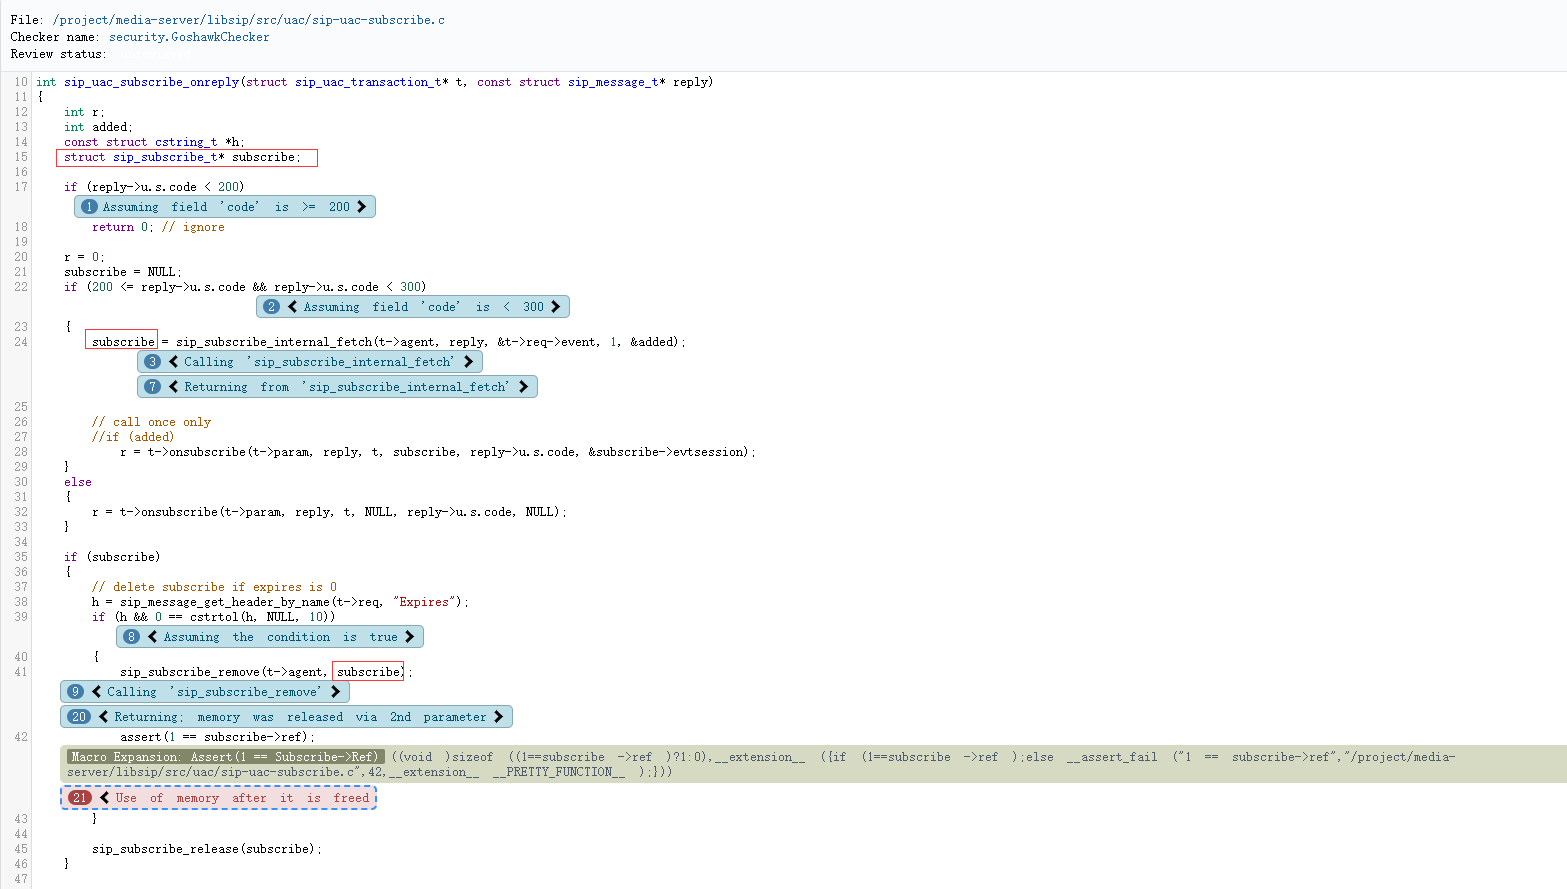 File: /project/media-server/libsip/src/uac/sip-uac-subscribe.c
Checker name: security.GoshawkChecker
Review status:
10 int sip_uac_subscribe_onreply(struct sip_uac_transaction_t* t, const struct sip_message_t* reply)
11 {
12 int r;
13 int added;
14 const struct cstring_t *h;
15 struct sip_subscribe_t* subscribe;
16
17 if (reply->u.s.code < 200)
1 Assuming field 'code' is >= 200
18 return 0; // ignore
19
20 r = 0;
21 subscribe = NULL;
22 if (200 <= reply->u.s.code && reply->u.s.code < 300)
2 Assuming field 'code' is < 300
23 {
24 subscribe = sip_subscribe_internal_fetch(t->agent, reply, &t->req->event, 1, &added);
3 Calling 'sip_subscribe_internal_fetch'
7 Returning from 'sip_subscribe_internal_fetch'
25
26 // call once only
27 //if (added)
28 r = t->onsubscribe(t->param, reply, t, subscribe, reply->u.s.code, &subscribe->evtsession);
29 }
30 else
31 {
32 r = t->onsubscribe(t->param, reply, t, NULL, reply->u.s.code, NULL);
33 }
34
35 if (subscribe)
36 {
37 // delete subscribe if expires is 0
38 h = sip_message_get_header_by_name(t->req, "Expires");
39 if (h && 0 == cstrtol(h, NULL, 10))
8 Assuming the condition is true
40 {
41 sip_subscribe_remove(t->agent, subscribe);
9 Calling 'sip_subscribe_remove'
20 Returning; memory was released via 2nd parameter
42 assert(1 == subscribe->ref);
Macro Expansion: Assert(1 == Subscribe->Ref) ((void )sizeof ((1==subscribe ->ref )?1:0),__extension__ ({if (1==subscribe ->ref );else __assert_fail ("1 == subscribe->ref","/project/media-
server/libsip/src/uac/sip-uac-subscribe.c",42,__extension__ __PRETTY_FUNCTION__ );}))
21 Use of memory after it is freed
43 }
44
45 sip_subscribe_release(subscribe);
46 }
47